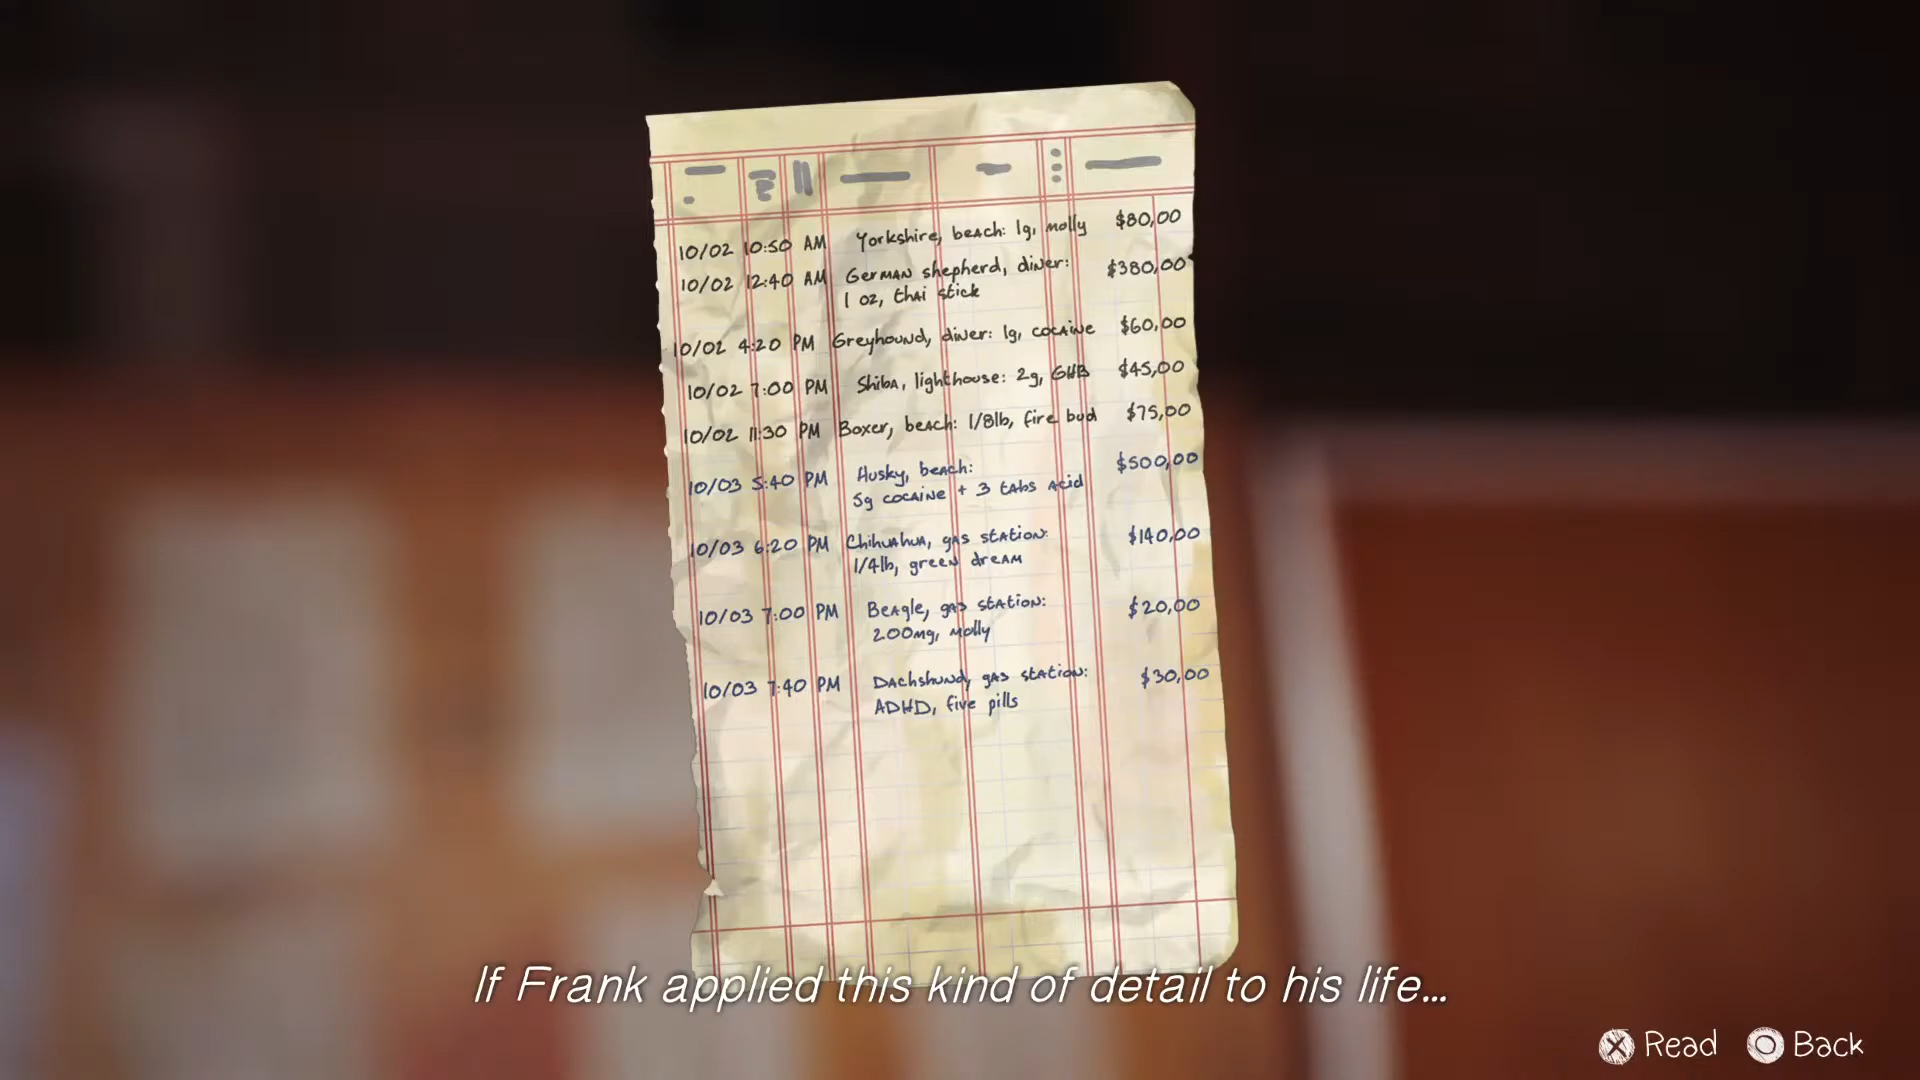 10/02 10:50 AM Yorkshire, beach: 1g, molly $80,00
10/02 12:40 AM German shepherd, diner: $380,00
1 oz, thai stick
10/02 4:20 PM Greyhound, diner: 1g, cocaine $60,00
10/02 7:00 PM Shiba, lighthouse: 2g, GHB $45,00
10/02 11:30 PM Boxer, beach: 1/8lb, fire bud $75,00
10/03 5:40 PM Husky, beach: $500,00
5g cocaine + 3 tabs acid
10/03 6:20 PM Chihuahua, gas station: $140,00
1/4lb, green dream
10/03 7:00 PM Beagle, gas station: $20,00
200mg, molly
10/03 7:40 PM Dachshund, gas station: $30,00
ADHD, five pills
If Frank applied this kind of detail to his life...
Read Back